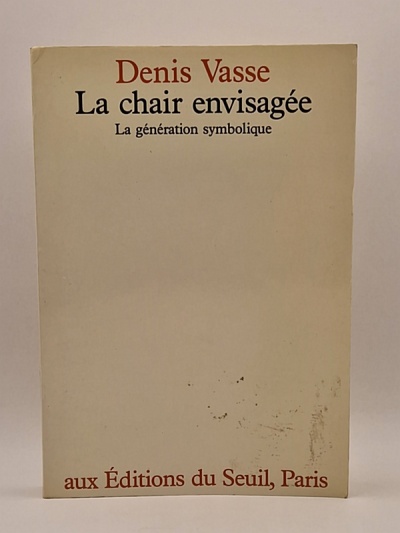 Denis Vasse
La chair envisagée
La génération symbolique
aux Éditions du Seuil, Paris